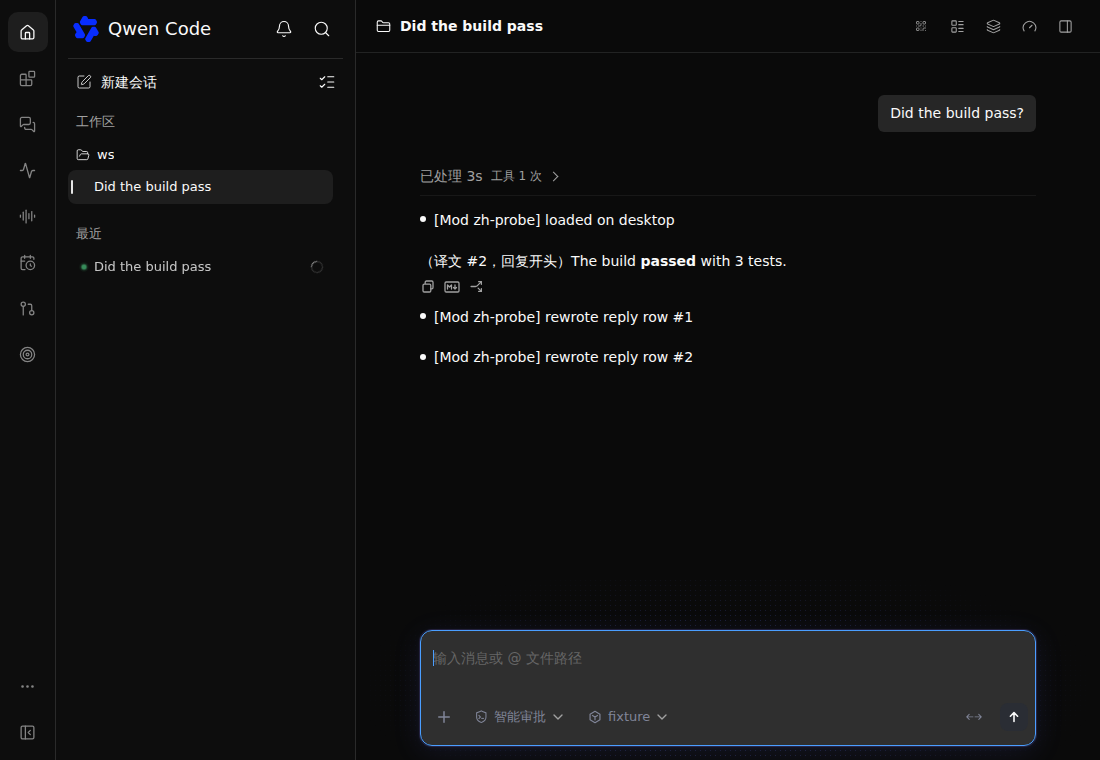 Qwen Code
新建会话
工作区
ws
Did the build pass
最近
Did the build pass
Did the build pass
Did the build pass?
已处理 3s 工具 1 次
[Mod zh-probe] loaded on desktop
（译文 #2，回复开头）The build passed with 3 tests.
[Mod zh-probe] rewrote reply row #1
[Mod zh-probe] rewrote reply row #2
输入消息或 @ 文件路径
智能审批 fixture